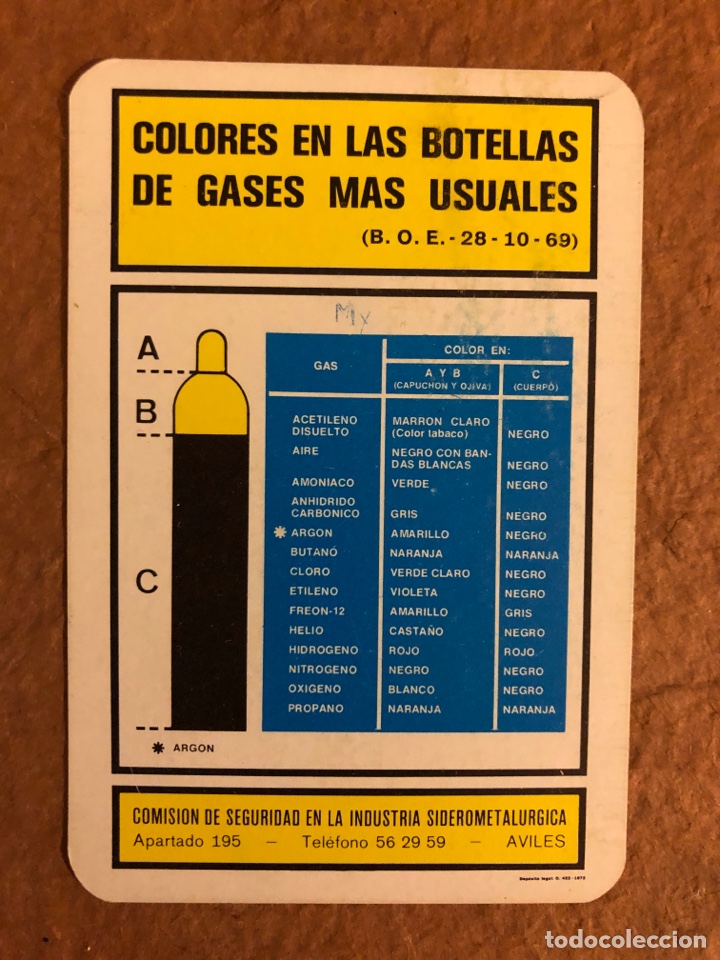 COLORES EN LAS BOTELLAS
DE GASES MAS USUALES
(B. O. E. - 28 - 10 - 69)
Mx
A
B
C
✵ ARGON
GAS
COLOR EN:
A Y B
(CAPUCHON Y OJIVA)
C
(CUERPO)
ACETILENO
DISUELTO
MARRON CLARO
(Color tabaco)
NEGRO
AIRE
NEGRO CON BAN-
DAS BLANCAS
NEGRO
AMONIACO VERDE NEGRO
ANHIDRIDO
CARBONICO GRIS NEGRO
✵ ARGON AMARILLO NEGRO
BUTANO NARANJA NARANJA
CLORO VERDE CLARO NEGRO
ETILENO VIOLETA NEGRO
FREON-12 AMARILLO GRIS
HELIO CASTAÑO NEGRO
HIDROGENO ROJO ROJO
NITROGENO NEGRO NEGRO
OXIGENO BLANCO NEGRO
PROPANO NARANJA NARANJA
COMISION DE SEGURIDAD EN LA INDUSTRIA SIDEROMETALURGICA
Apartado 195 - Teléfono 56 29 59 - AVILES
Depósito legal: O.
todocoleccion